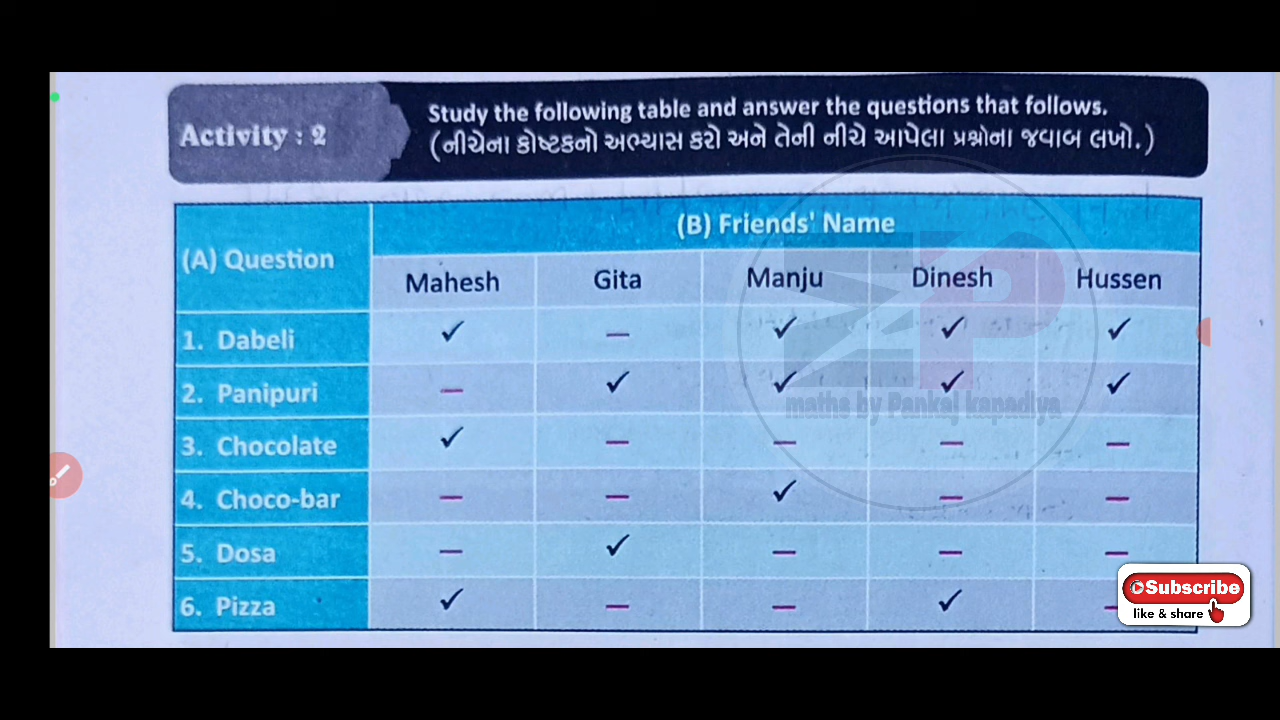 Activity : 2
Study the following table and answer the questions that follows.
(નીચેના કોષ્ટકનો અભ્યાસ કરો અને તેની નીચે આપેલા પ્રશ્નોના જવાબ લખો.)
(A) Question
(B) Friends' Name
Mahesh Gita Manju Dinesh Hussen
1. Dabeli ✓ – ✓ ✓ ✓
2. Panipuri – ✓ ✓ ✓ ✓
3. Chocolate ✓ – – – –
4. Choco-bar – – ✓ – –
5. Dosa – ✓ – – –
6. Pizza ✓ – – ✓ –
ZP
maths by Pankaj kapadiya
Subscribe
like & share